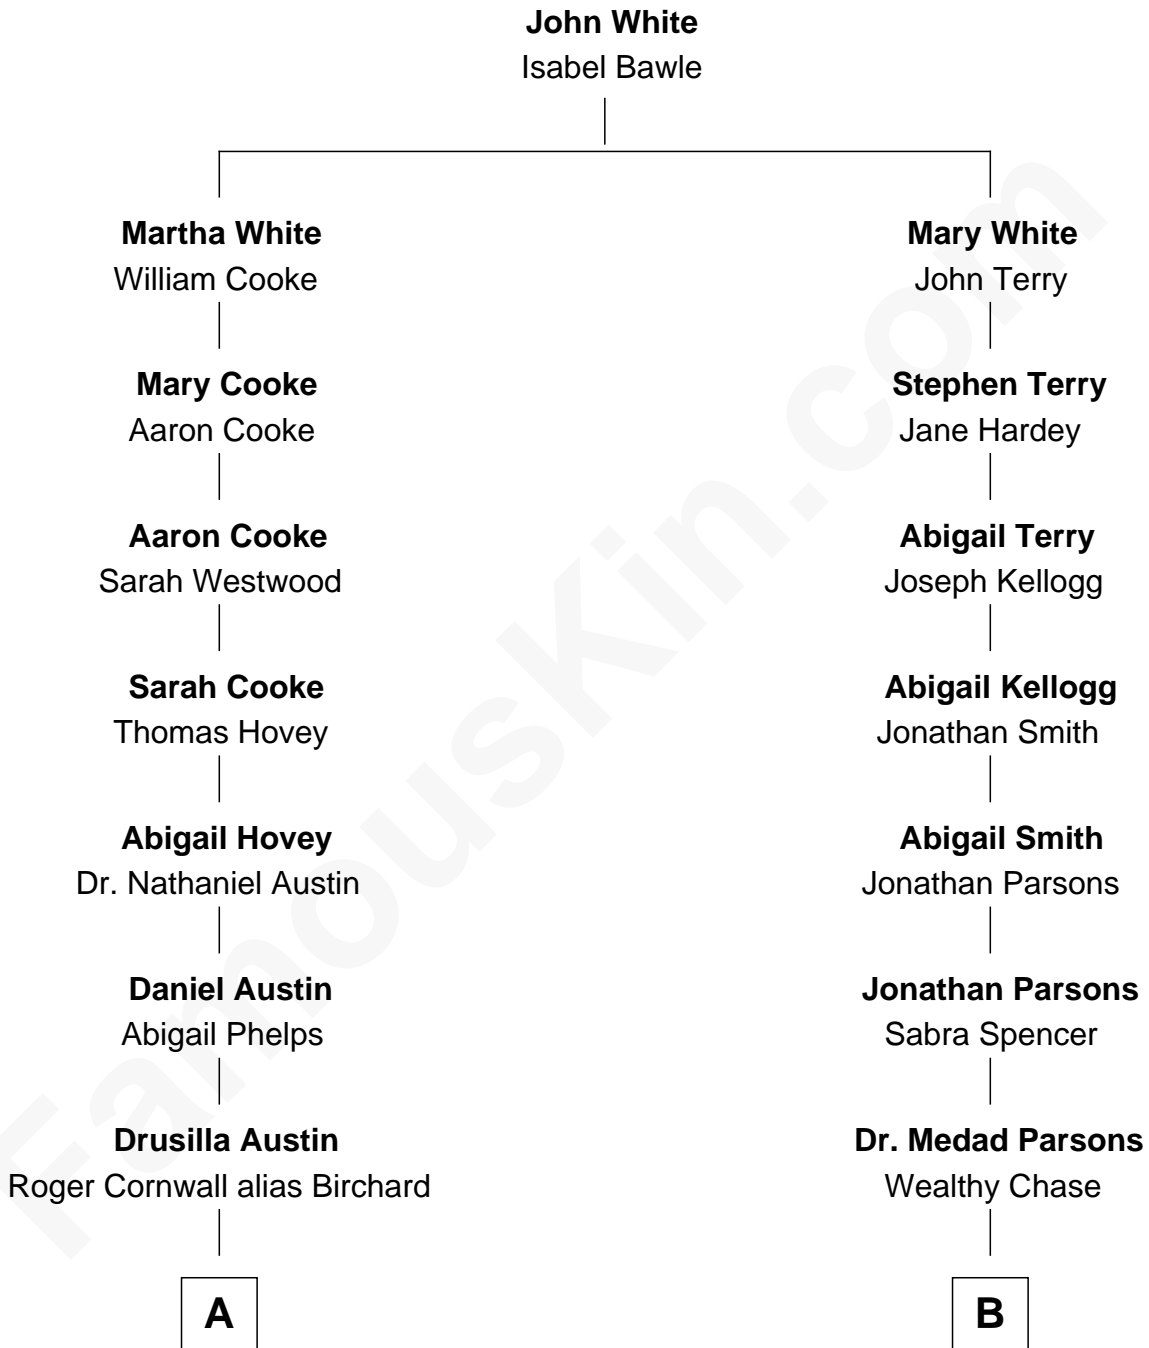 John White
Isabel Bawle
Martha White
William Cooke
Mary White
John Terry
Mary Cooke
Aaron Cooke
Stephen Terry
Jane Hardey
Aaron Cooke
Sarah Westwood
Abigail Terry
Joseph Kellogg
Sarah Cooke
Thomas Hovey
Abigail Kellogg
Jonathan Smith
Abigail Hovey
Dr. Nathaniel Austin
Abigail Smith
Jonathan Parsons
Daniel Austin
Abigail Phelps
Jonathan Parsons
Sabra Spencer
Drusilla Austin
Roger Cornwall alias Birchard
Dr. Medad Parsons
Wealthy Chase
A
B
FamousKin.com